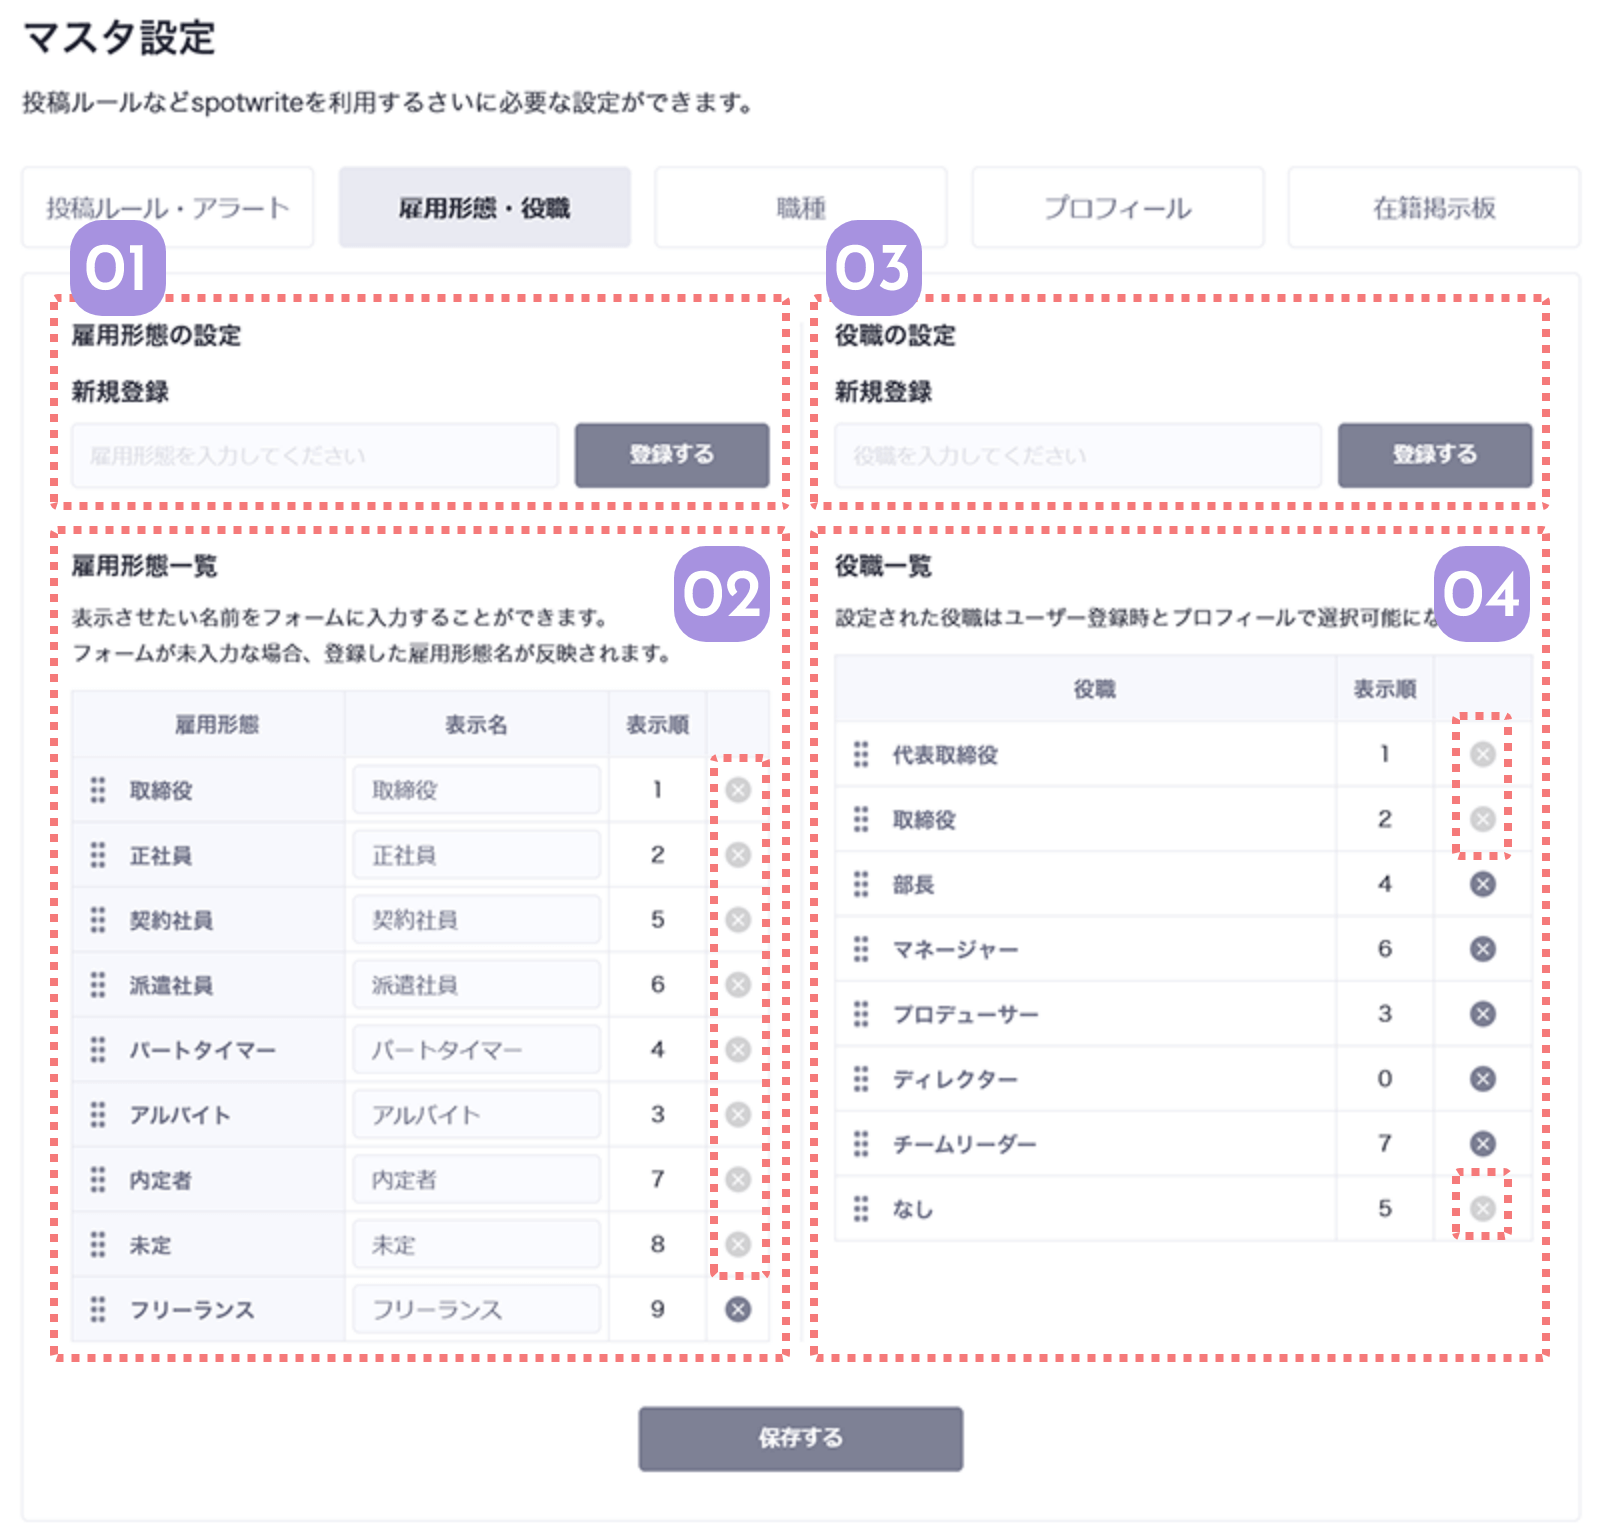 マスタ設定
投稿ルールなどspotwriteを利用するさいに必要な設定ができます。
投稿ルール・アラート
雇用形態・役職
職種
プロフィール
在籍掲示板
01
雇用形態の設定
新規登録
雇用形態を入力してください
登録する
02
雇用形態一覧
表示させたい名前をフォームに入力することができます。
フォームが未入力な場合、登録した雇用形態名が反映されます。
雇用形態 表示名 表示順
取締役 取締役 1
正社員 正社員 2
契約社員 契約社員 5
派遣社員 派遣社員 6
パートタイマー パートタイマー 4
アルバイト アルバイト 3
内定者 内定者 7
未定 未定 8
フリーランス フリーランス 9
03
役職の設定
新規登録
役職を入力してください
登録する
04
役職一覧
設定された役職はユーザー登録時とプロフィールで選択可能にな
役職 表示順
代表取締役 1
取締役 2
部長 4
マネージャー 6
プロデューサー 3
ディレクター 0
チームリーダー 7
なし 5
保存する